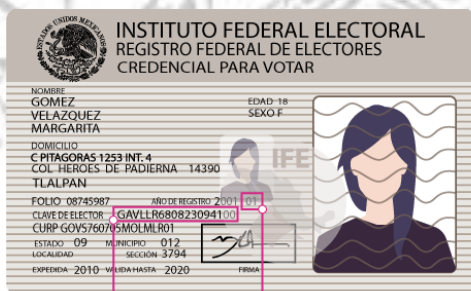 ESTADOS UNIDOS MEXICANOS
INSTITUTO FEDERAL ELECTORAL
REGISTRO FEDERAL DE ELECTORES
CREDENCIAL PARA VOTAR
NOMBRE
GOMEZ
VELAZQUEZ
MARGARITA
EDAD 18
SEXO F
DOMICILIO
C PITAGORAS 1253 INT. 4
COL HEROES DE PADIERNA 14390
TLALPAN
IFE
FOLIO 08745987 AÑO DE REGISTRO 2001 01
CLAVE DE ELECTOR GAVLLR680823094100
CURP GOVS760705MOLMLR01
ESTADO 09 MUNICIPIO 012
LOCALIDAD SECCIÓN 3794
EXPEDIDA 2010 VALIDA HASTA 2020 FIRMA